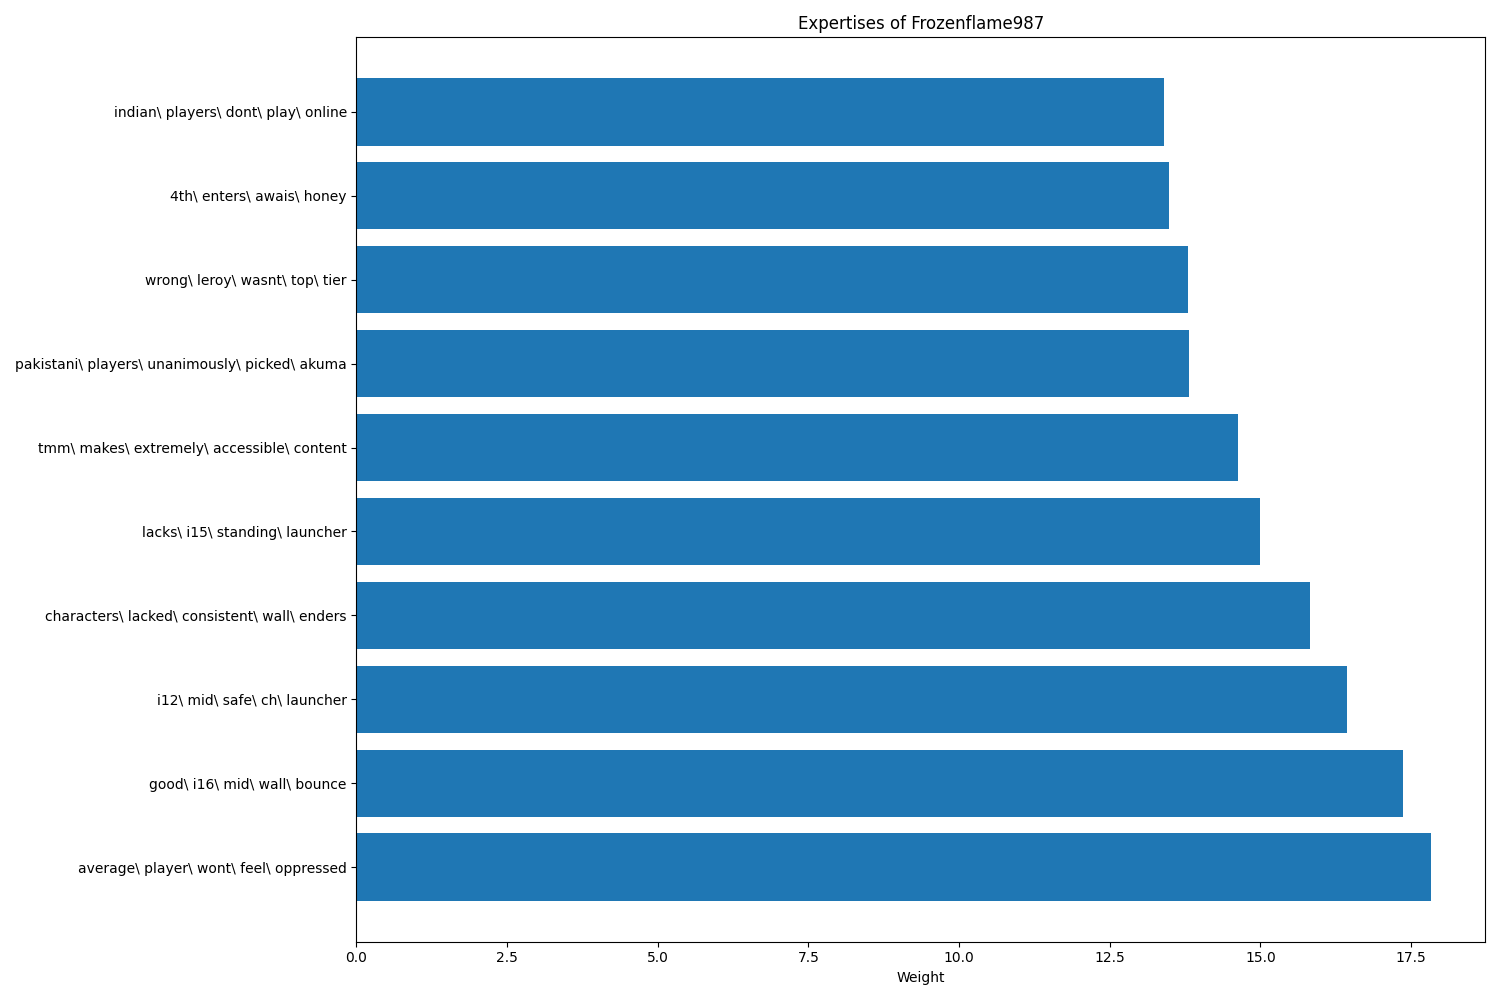 Expertises of Frozenflame987
indian\ players\ dont\ play\ online
4th\ enters\ awais\ honey
wrong\ leroy\ wasnt\ top\ tier
pakistani\ players\ unanimously\ picked\ akuma
tmm\ makes\ extremely\ accessible\ content
lacks\ i15\ standing\ launcher
characters\ lacked\ consistent\ wall\ enders
i12\ mid\ safe\ ch\ launcher
good\ i16\ mid\ wall\ bounce
average\ player\ wont\ feel\ oppressed
0.0 2.5 5.0 7.5 10.0 12.5 15.0 17.5
Weight